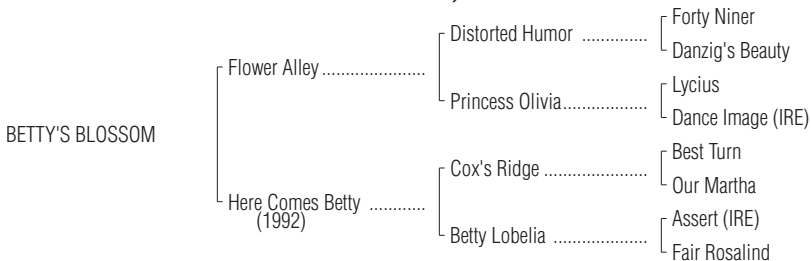 Forty Niner
Distorted Humor ..............
Danzig's Beauty
Flower Alley ......................
Lycius
Princess Olivia ..................
Dance Image (IRE)
BETTY'S BLOSSOM
Best Turn
Cox's Ridge ......................
Our Martha
Here Comes Betty ............
(1992)
Assert (IRE)
Betty Lobelia ....................
Fair Rosalind